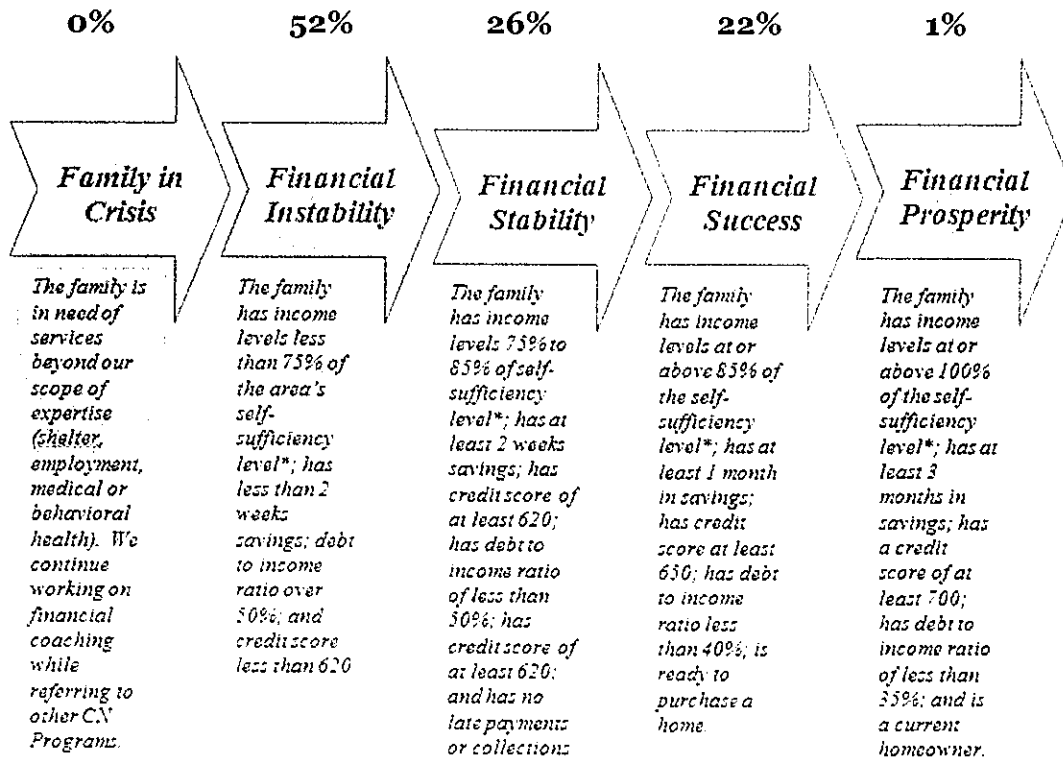 0%
52%
26%
22%
1%
Family in
Crisis
Financial
Instability
Financial
Stability
Financial
Success
Financial
Prosperity
The family is
in need of
services
beyond our
scope of
expertise
(shelter,
employment,
medical or
behavioral
health). We
continue
working on
financial
coaching
while
referring to
other CN
Programs.
The family
has income
levels less
than 75% of
the area's
self-
sufficiency
level*; has
less than 2
weeks
savings; debt
to income
ratio over
50%; and
credit score
less than 620
The family
has income
levels 75% to
85% of self-
sufficiency
level*; has at
least 2 weeks
savings; has
credit score of
at least 620;
has debt to
income ratio
of less than
50%; has
credit score of
at least 620;
and has no
late payments
or collections
The family
has income
levels at or
above 85% of
the self-
sufficiency
level*; has at
least 1 month
in savings;
has credit
score at least
650; has debt
to income
ratio less
than 40%; is
ready to
purchase a
home.
The family
has income
levels at or
above 100%
of the self-
sufficiency
level*; has at
least 3
months in
savings; has
a credit
score of at
least 700;
has debt to
income ratio
of less than
35%; and is
a current
homeowner.